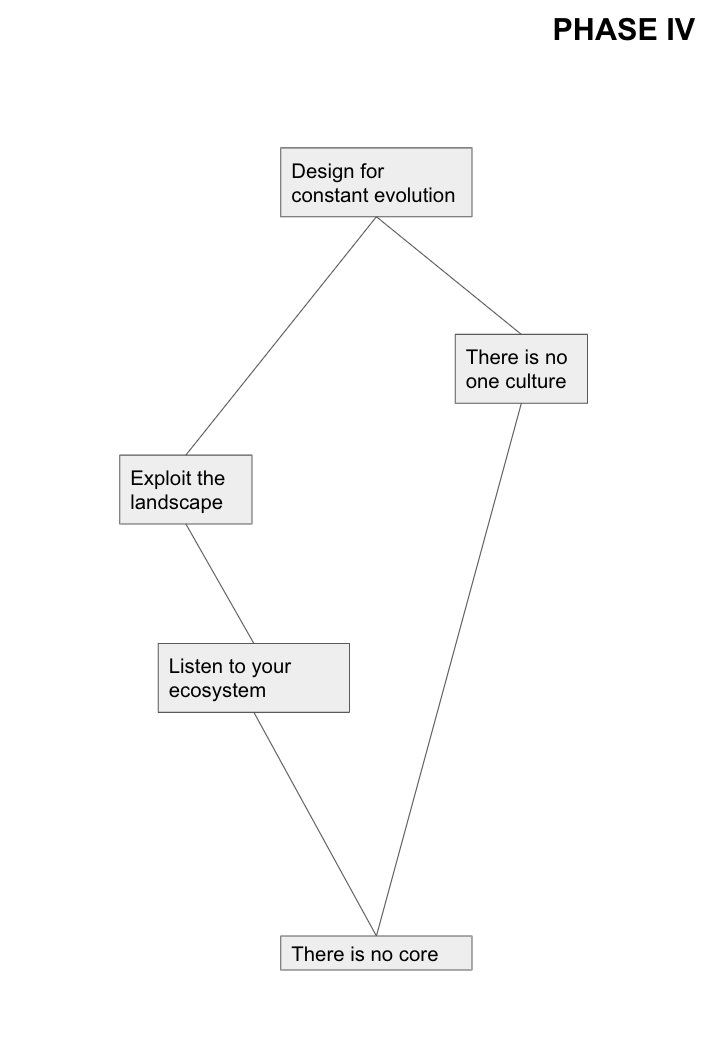 PHASE IV
Design for
constant evolution
There is no
one culture
Exploit the
landscape
Listen to your
ecosystem
There is no core